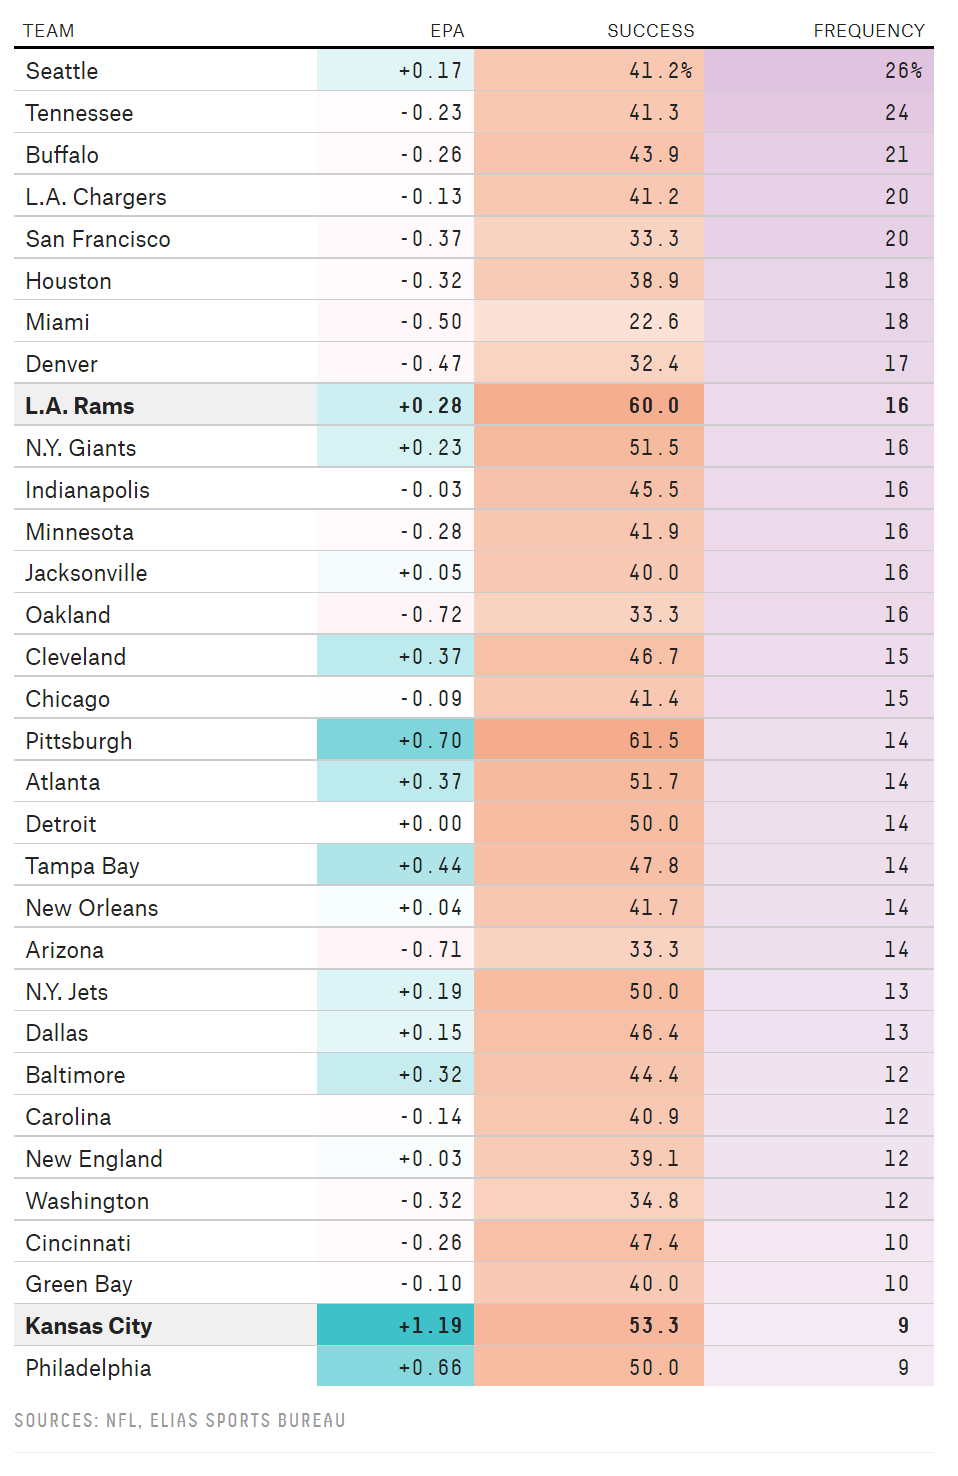 TEAM EPA SUCCESS FREQUENCY
Seattle +0.17 41.2% 26%
Tennessee -0.23 41.3 24
Buffalo -0.26 43.9 21
L.A. Chargers -0.13 41.2 20
San Francisco -0.37 33.3 20
Houston -0.32 38.9 18
Miami -0.50 22.6 18
Denver -0.47 32.4 17
L.A. Rams +0.28 60.0 16
N.Y. Giants +0.23 51.5 16
Indianapolis -0.03 45.5 16
Minnesota -0.28 41.9 16
Jacksonville +0.05 40.0 16
Oakland -0.72 33.3 16
Cleveland +0.37 46.7 15
Chicago -0.09 41.4 15
Pittsburgh +0.70 61.5 14
Atlanta +0.37 51.7 14
Detroit +0.00 50.0 14
Tampa Bay +0.44 47.8 14
New Orleans +0.04 41.7 14
Arizona -0.71 33.3 14
N.Y. Jets +0.19 50.0 13
Dallas +0.15 46.4 13
Baltimore +0.32 44.4 12
Carolina -0.14 40.9 12
New England +0.03 39.1 12
Washington -0.32 34.8 12
Cincinnati -0.26 47.4 10
Green Bay -0.10 40.0 10
Kansas City +1.19 53.3 9
Philadelphia +0.66 50.0 9
SOURCES: NFL, ELIAS SPORTS BUREAU